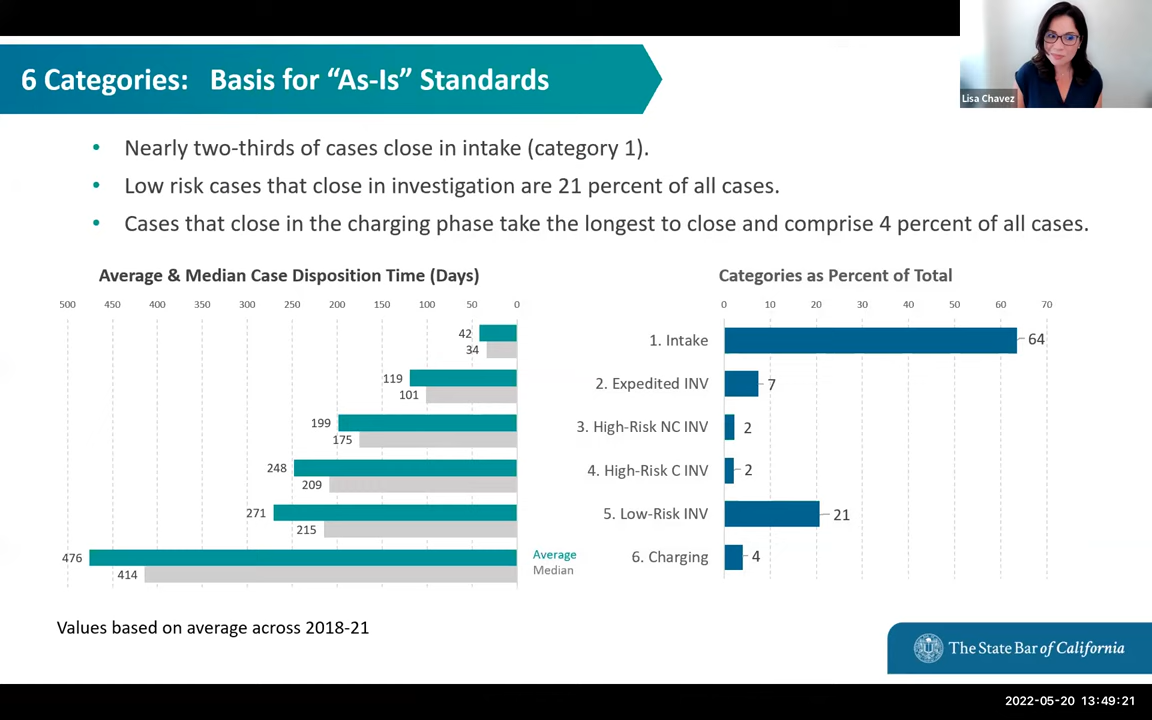 Lisa Chavez
6 Categories: Basis for “As-Is” Standards
• Nearly two-thirds of cases close in intake (category 1).
• Low risk cases that close in investigation are 21 percent of all cases.
• Cases that close in the charging phase take the longest to close and comprise 4 percent of all cases.
Average & Median Case Disposition Time (Days)
500 450 400 350 300 250 200 150 100 50 0
42
34
119
101
199
175
248
209
271
215
476
414
Average
Median
Categories as Percent of Total
0 10 20 30 40 50 60 70
1. Intake 64
2. Expedited INV 7
3. High-Risk NC INV 2
4. High-Risk C INV 2
5. Low-Risk INV 21
6. Charging 4
Values based on average across 2018-21
The State Bar of California
2022-05-20 13:49:21